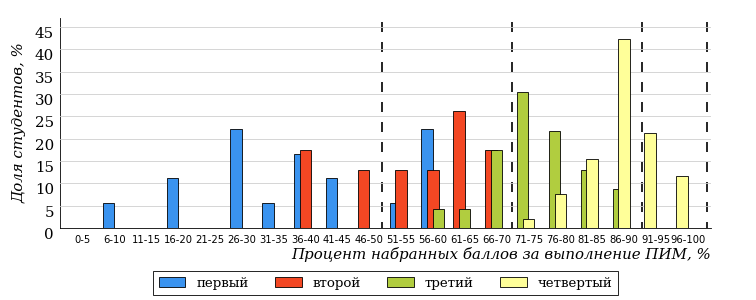 Доля студентов, %
45
40
35
30
25
20
15
10
5
0
0-5 6-10 11-15 16-20 21-25 26-30 31-35 36-40 41-45 46-50 51-55 56-60 61-65 66-70 71-75 76-80 81-85 86-90 91-95 96-100
Процент набранных баллов за выполнение ПИМ, %
первый второй третий четвертый